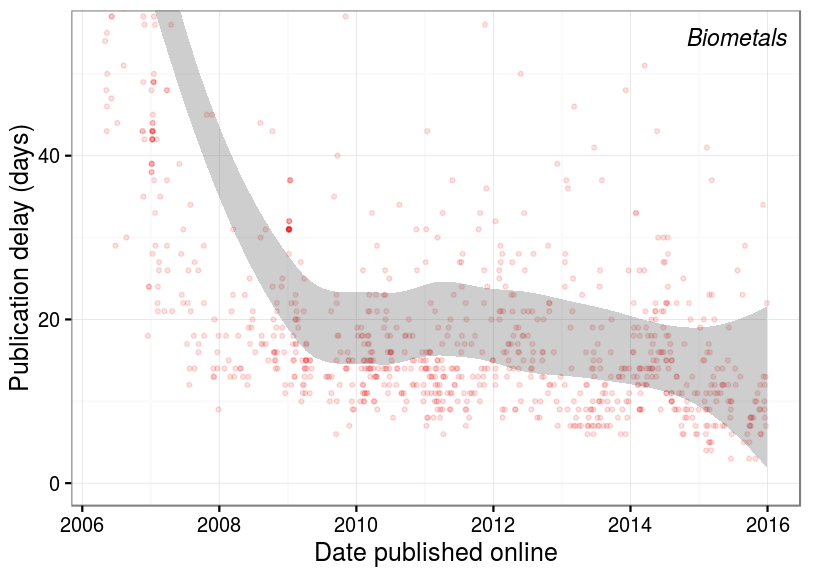 Biometals
Publication delay (days)
40
20
0
2006 2008 2010 2012 2014 2016
Date published online